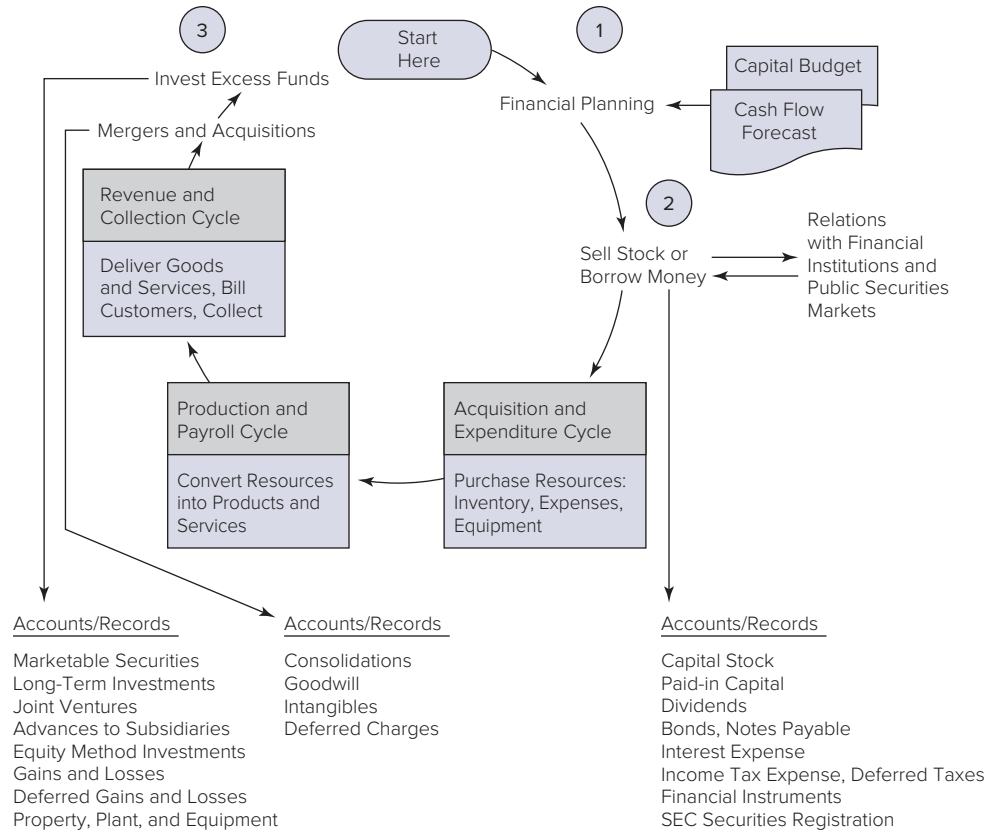 3
Start
Here
1
Invest Excess Funds
Capital Budget
Financial Planning
Cash Flow
Forecast
Mergers and Acquisitions
Revenue and
Collection Cycle
Deliver Goods
and Services, Bill
Customers, Collect
2
Sell Stock or
Borrow Money
Relations
with Financial
Institutions and
Public Securities
Markets
Production and
Payroll Cycle
Convert Resources
into Products and
Services
Acquisition and
Expenditure Cycle
Purchase Resources:
Inventory, Expenses,
Equipment
Accounts/Records
Marketable Securities
Long-Term Investments
Joint Ventures
Advances to Subsidiaries
Equity Method Investments
Gains and Losses
Deferred Gains and Losses
Property, Plant, and Equipment
Accounts/Records
Consolidations
Goodwill
Intangibles
Deferred Charges
Accounts/Records
Capital Stock
Paid-in Capital
Dividends
Bonds, Notes Payable
Interest Expense
Income Tax Expense, Deferred Taxes
Financial Instruments
SEC Securities Registration